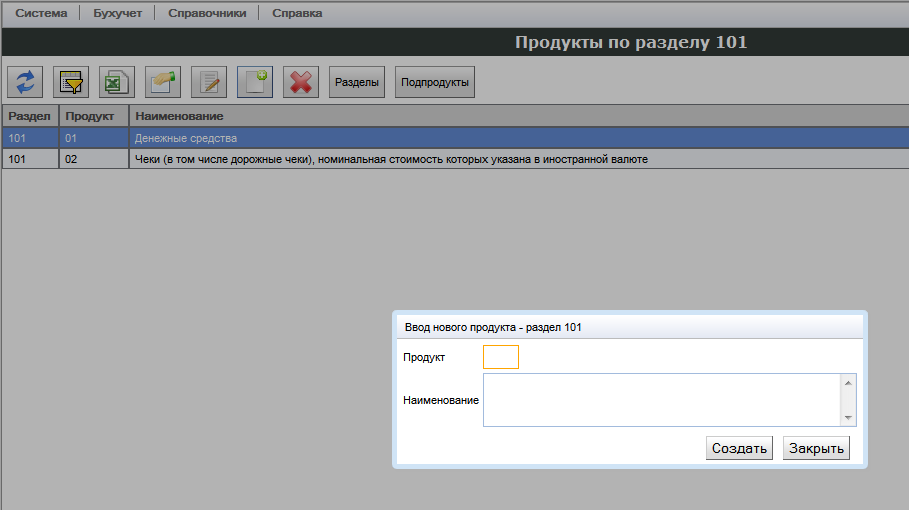 Система Бухучет Справочники Справка
Продукты по разделу 101
Разделы Подпродукты
Раздел Продукт Наименование
101 01 Денежные средства
101 02 Чеки (в том числе дорожные чеки), номинальная стоимость которых указана в иностранной валюте
Ввод нового продукта - раздел 101
Продукт
Наименование
Создать Закрыть